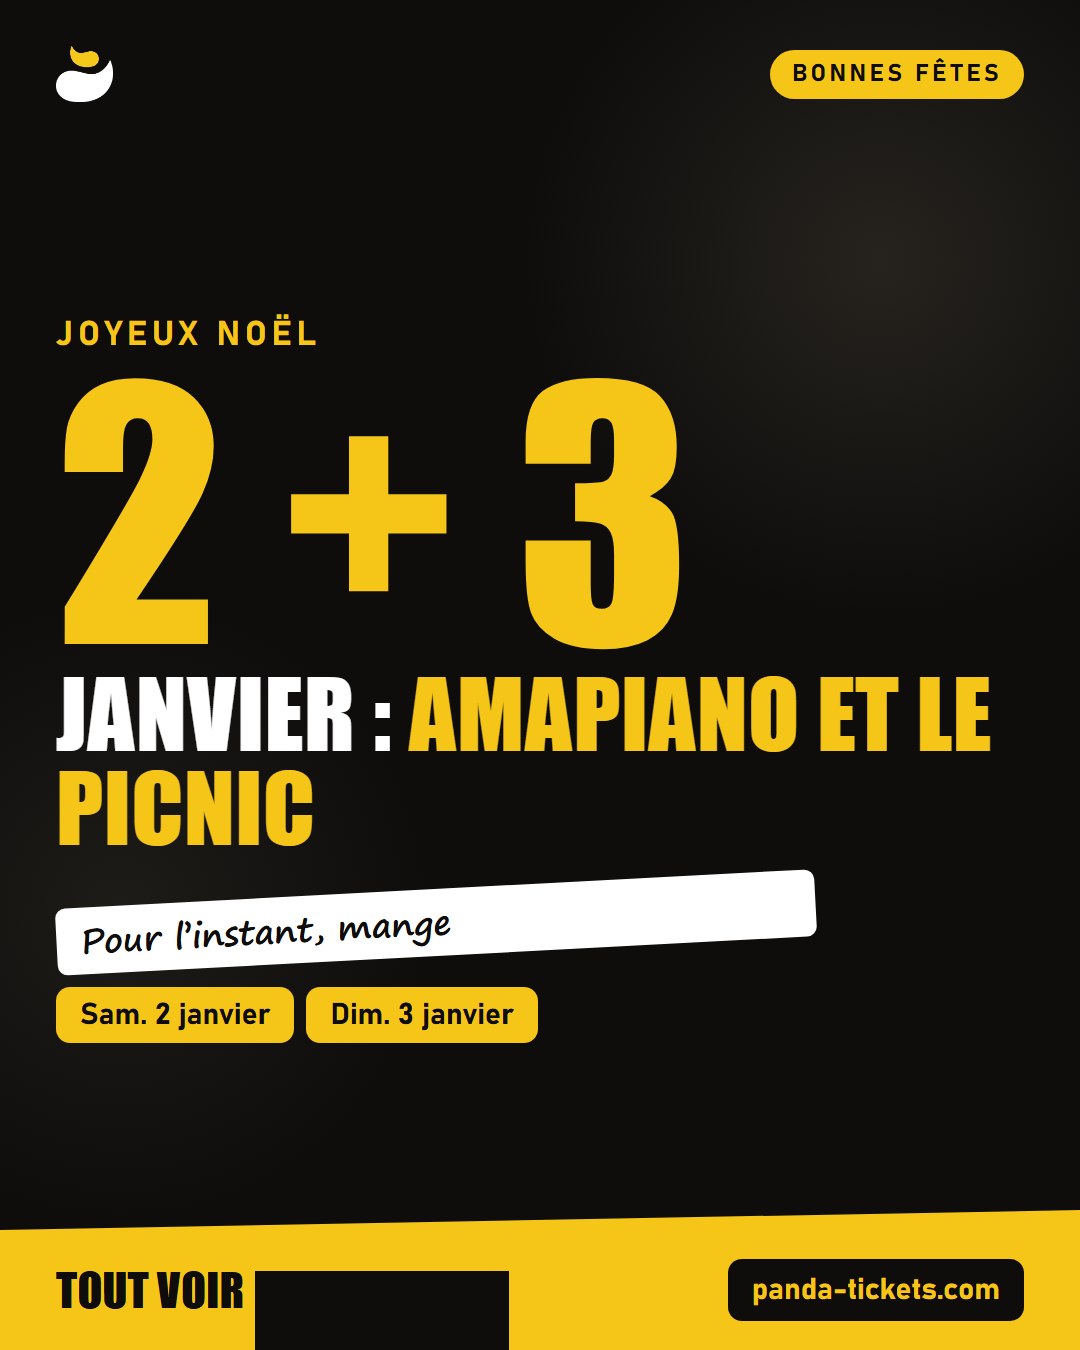 BONNES FÊTES
JOYEUX NOËL
2 + 3
JANVIER : AMAPIANO ET LE
PICNIC
Pour l'instant, mange
Sam. 2 janvier
Dim. 3 janvier
TOUT VOIR
panda-tickets.com